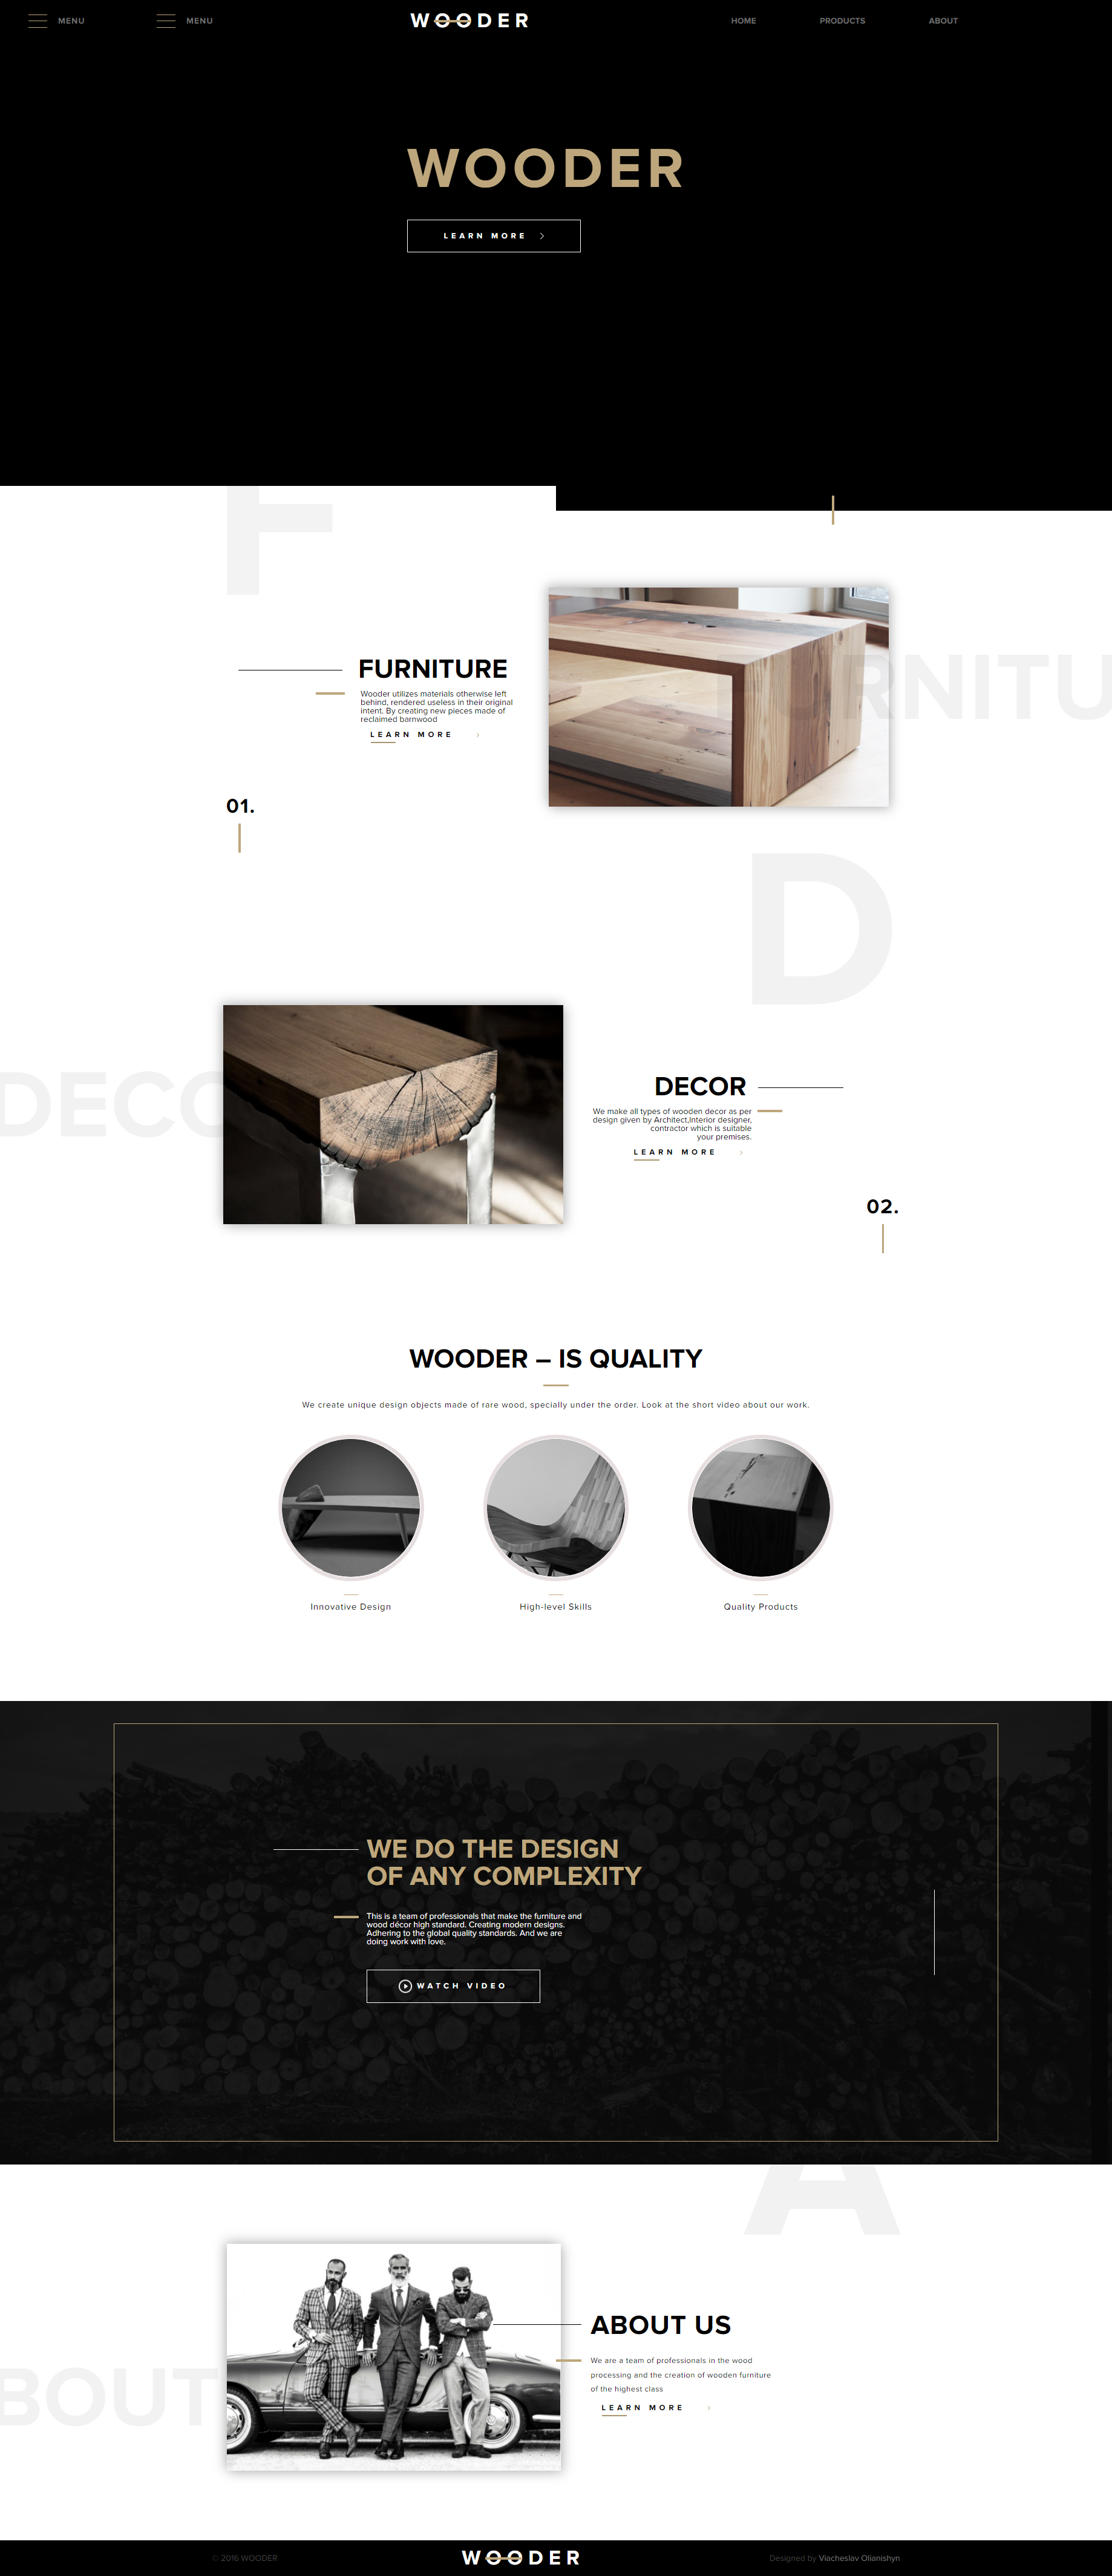 MENU
MENU
WOODER
HOME
PRODUCTS
ABOUT
WOODER
LEARN MORE
F
FURNITURE
RNITU
Wooder utilizes materials otherwise left
behind, rendered useless in their original
intent. By creating new pieces made of
reclaimed barnwood
LEARN MORE
01.
D
DECO
DECOR
We make all types of wooden decor as per
design given by Architect,Interior designer,
contractor which is suitable
your premises.
LEARN MORE
02.
WOODER – IS QUALITY
We create unique design objects made of rare wood, specially under the order. Look at the short video about our work.
Innovative Design
High-level Skills
Quality Products
WE DO THE DESIGN
OF ANY COMPLEXITY
This is a team of professionals that make the furniture and
wood décor high standard. Creating modern designs.
Adhering to the global quality standards. And we are
doing work with love.
WATCH VIDEO
A
BOUT
ABOUT US
We are a team of professionals in the wood
processing and the creation of wooden furniture
of the highest class
LEARN MORE
© 2016 WOODER
WOODER
Designed by Viacheslav Olianishyn